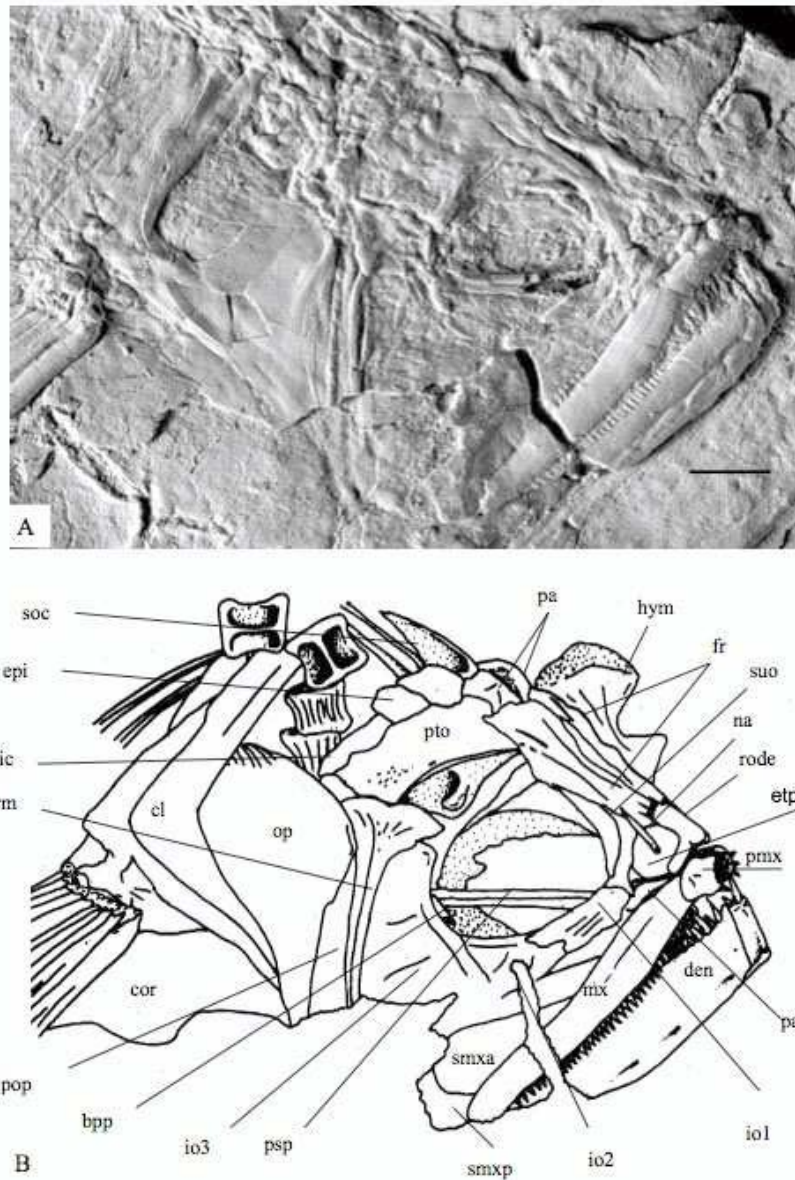 A
soc
pa
hym
fr
epi
suo
na
pto
ic
rode
rm
cl
etp
op
pmx
den
cor
mx
pa
smxa
pop
bpp
io3
psp
io1
io2
smxp
B